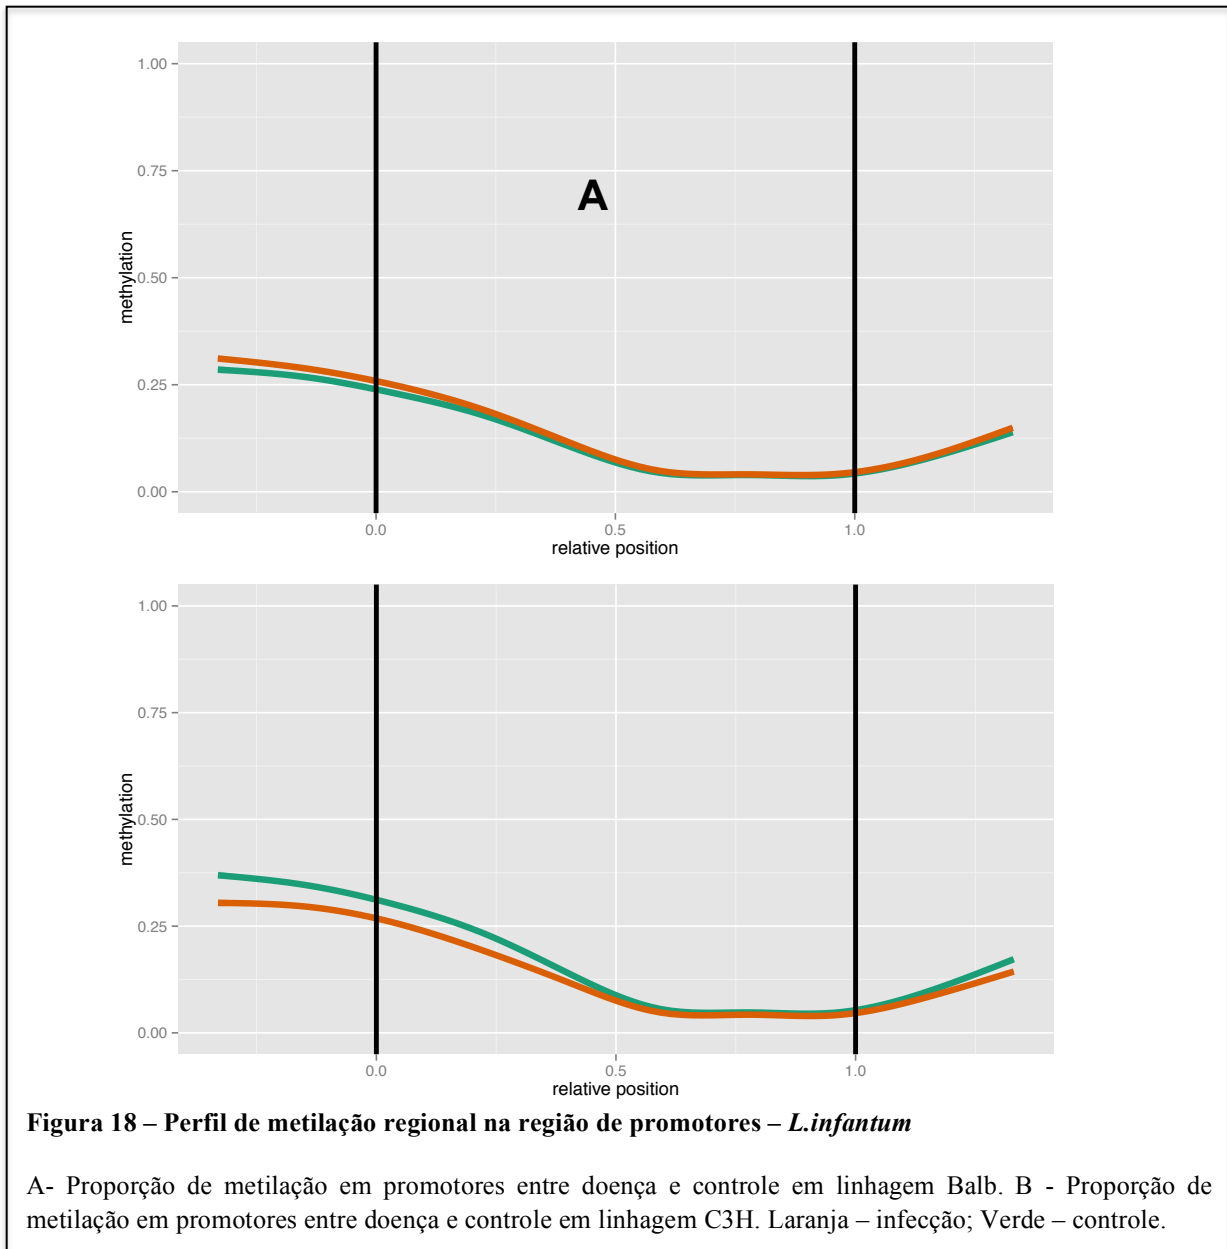 1.00
0.75
0.50
0.25
0.00
methylation
A
0.0 0.5 1.0
relative position
1.00
0.75
0.50
0.25
0.00
methylation
0.0 0.5 1.0
relative position
Figura 18 – Perfil de metilação regional na região de promotores – L.infantum
A- Proporção de metilação em promotores entre doença e controle em linhagem Balb. B - Proporção de
metilação em promotores entre doença e controle em linhagem C3H. Laranja – infecção; Verde – controle.